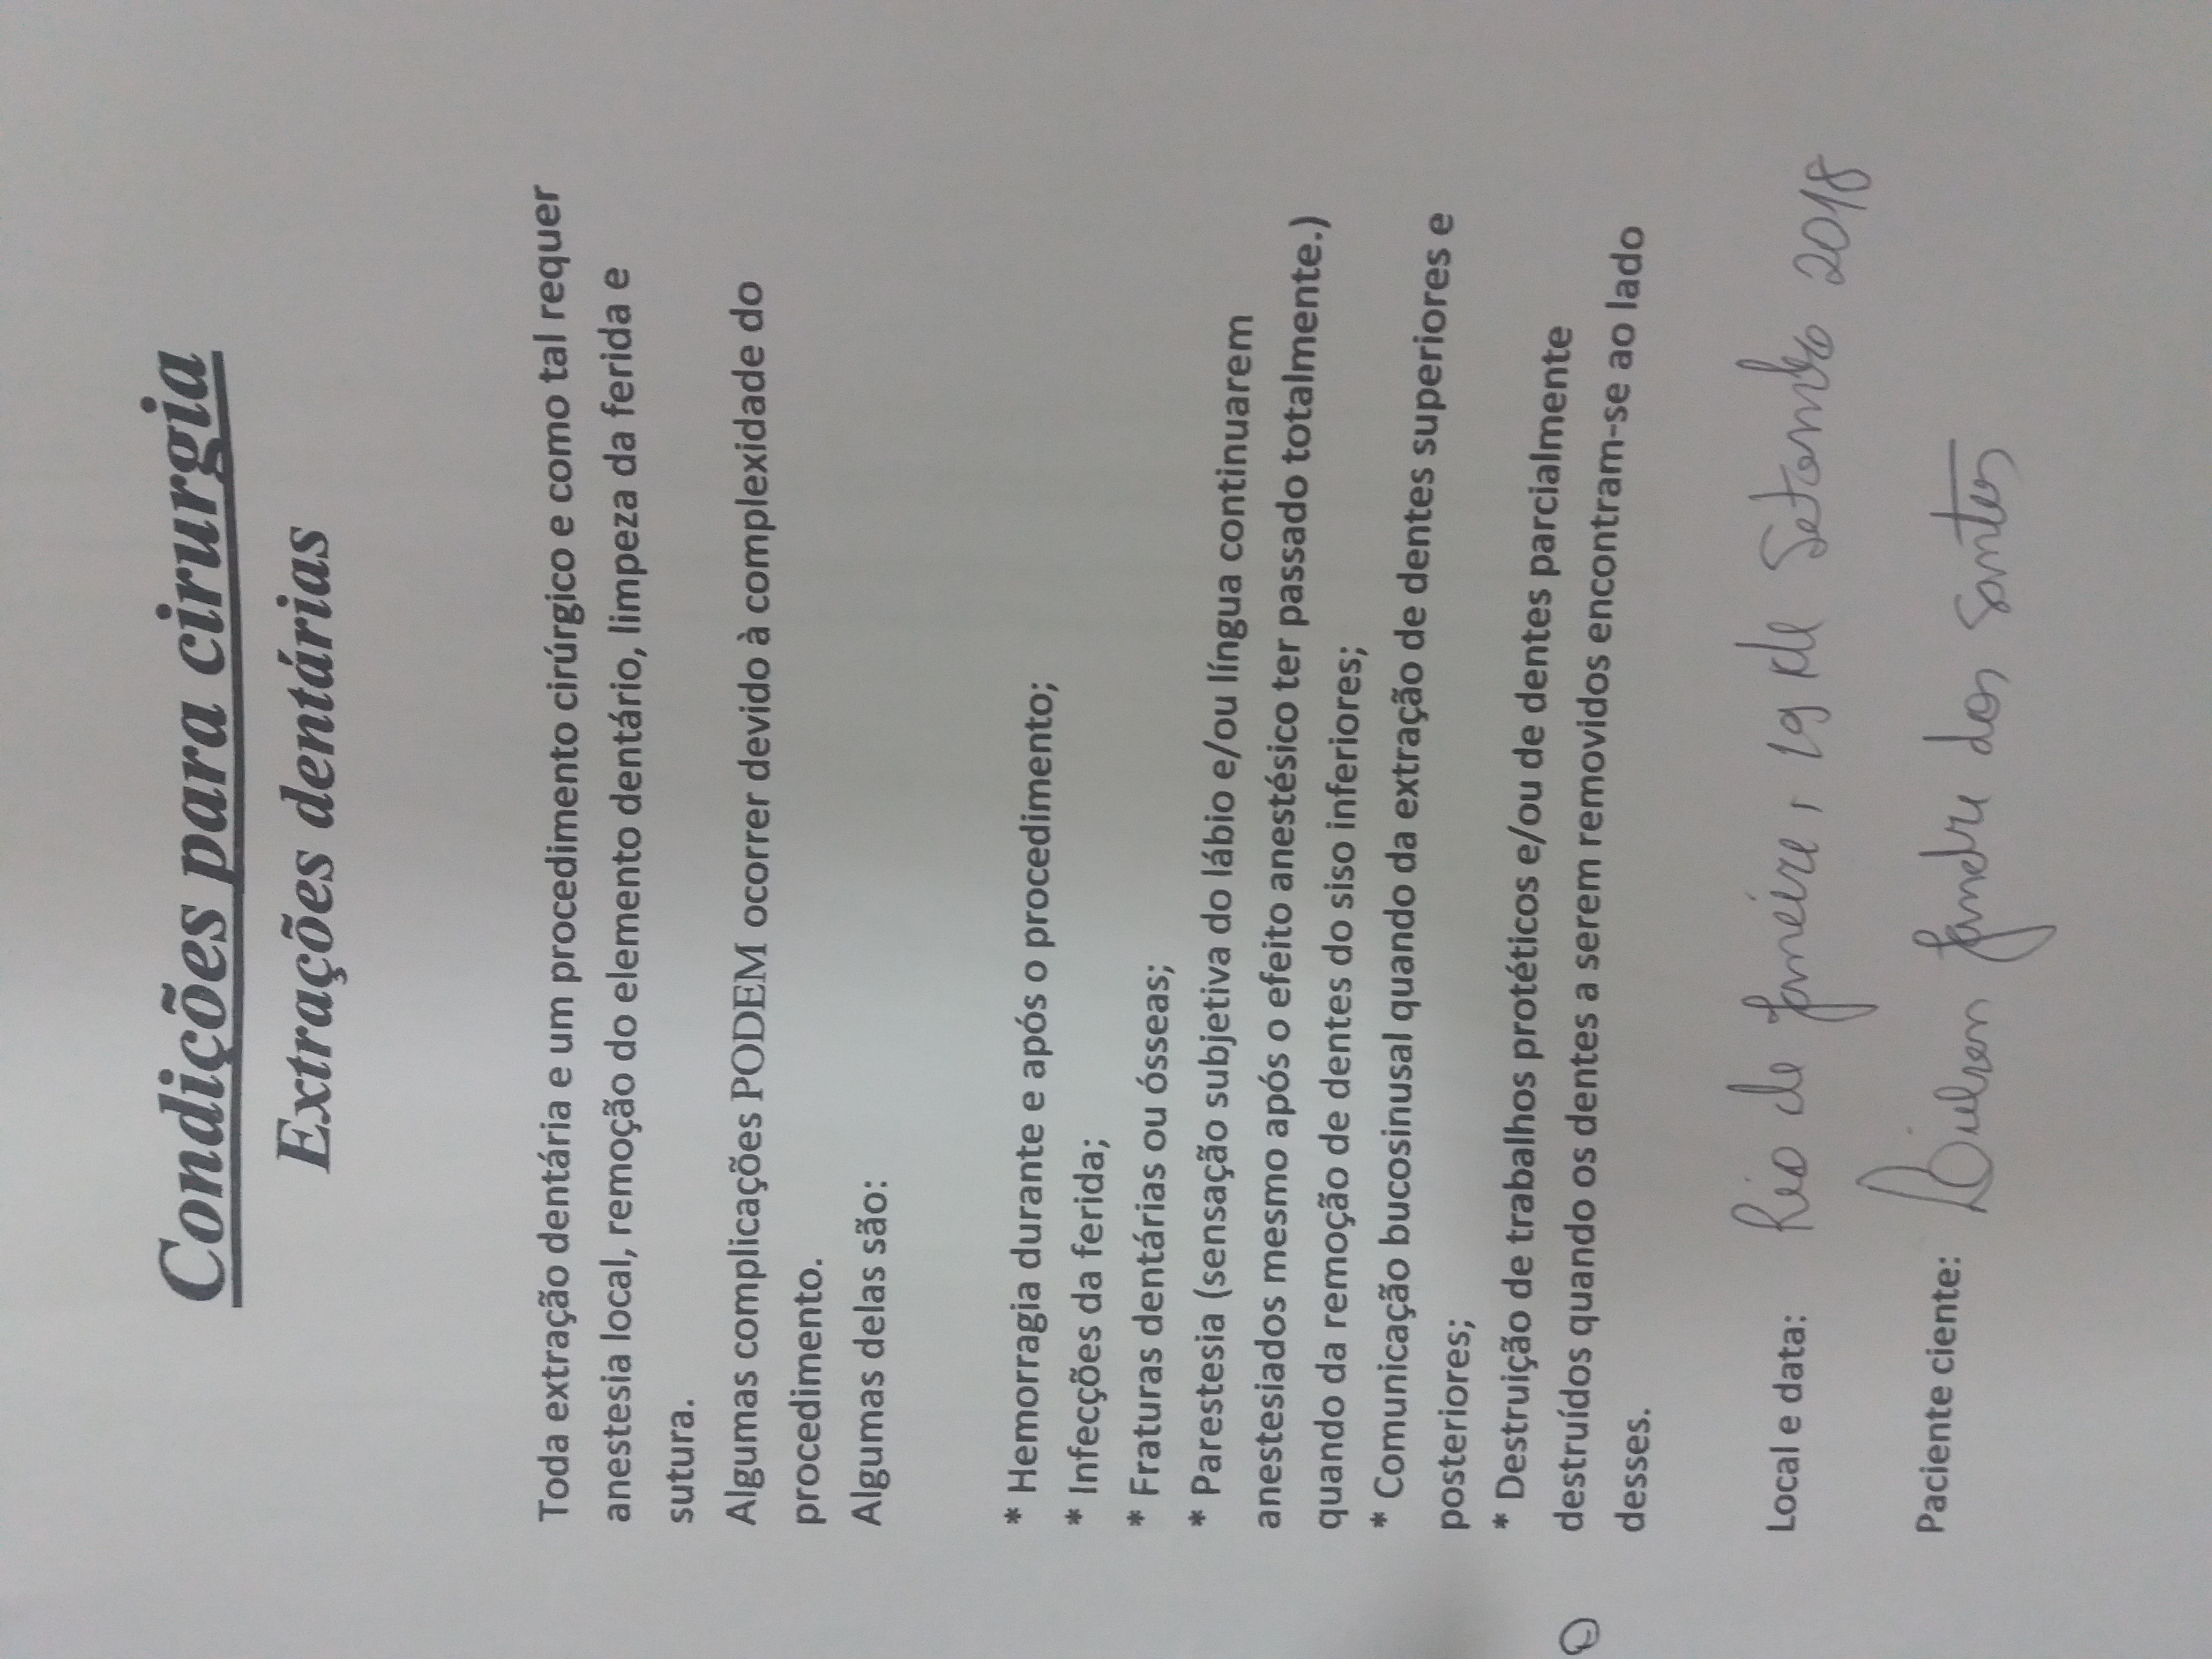 Condições para cirurgia
Extrações dentárias
Toda extração dentária e um procedimento cirúrgico e como tal requer
anestesia local, remoção do elemento dentário, limpeza da ferida e
sutura.
Algumas complicações PODEM ocorrer devido à complexidade do
procedimento.
Algumas delas são:
* Hemorragia durante e após o procedimento;
* Infecções da ferida;
* Fraturas dentárias ou ósseas;
* Parestesia (sensação subjetiva do lábio e/ou língua continuarem
anestesiados mesmo após o efeito anestésico ter passado totalmente.)
quando da remoção de dentes do siso inferiores;
* Comunicação bucosinusal quando da extração de dentes superiores e
posteriores;
* Destruição de trabalhos protéticos e/ou de dentes parcialmente
destruídos quando os dentes a serem removidos encontram-se ao lado
desses.
Local e data: Rio de Janeiro, 19 de Setembro 2018
Paciente ciente: dos Santos